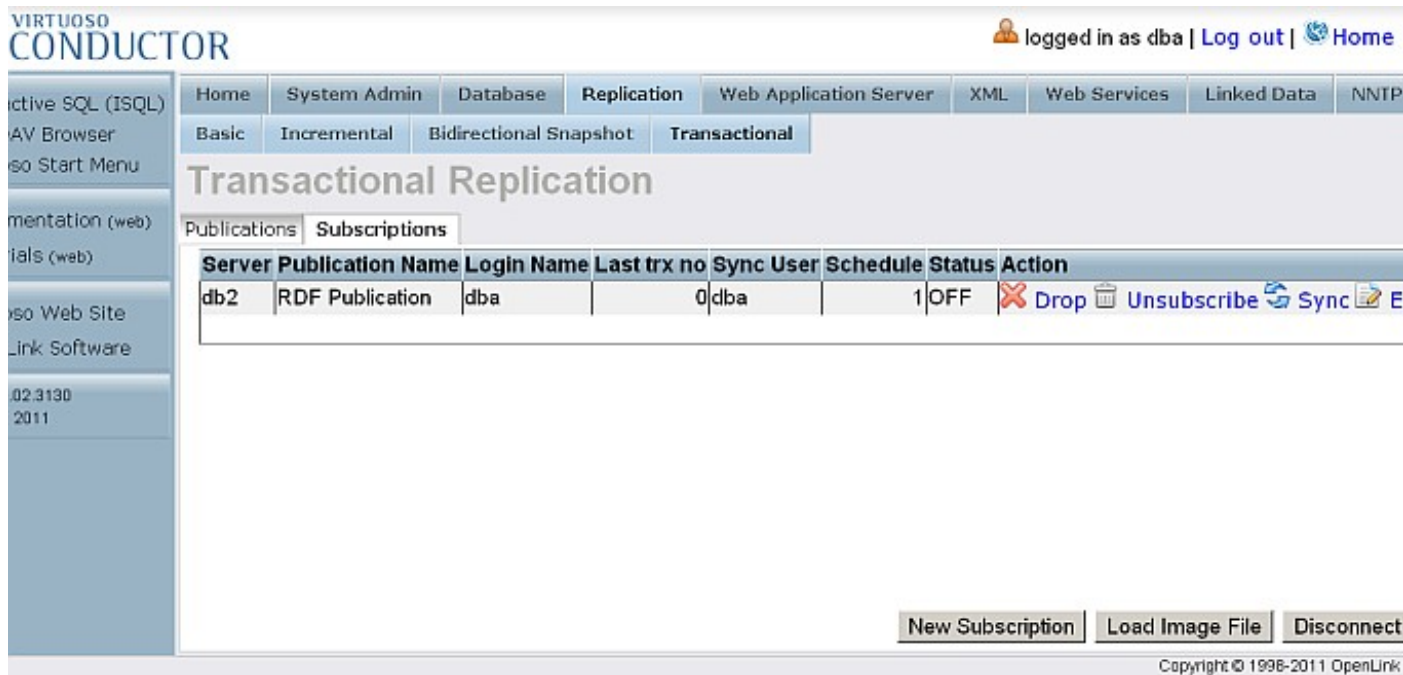 VIRTUOSO
CONDUCTOR
logged in as dba | Log out | Home
ctive SQL (ISQL)
AV Browser
so Start Menu
mentation (web)
ials (web)
so Web Site
Link Software
.02.3130
2011
Home System Admin Database Replication Web Application Server XML Web Services Linked Data NNTP
Basic Incremental Bidirectional Snapshot Transactional
Transactional Replication
Publications Subscriptions
Server Publication Name Login Name Last trx no Sync User Schedule Status Action
db2 RDF Publication dba 0 dba 1 OFF Drop Unsubscribe Sync E
New Subscription Load Image File Disconnect
Copyright © 1998-2011 OpenLink